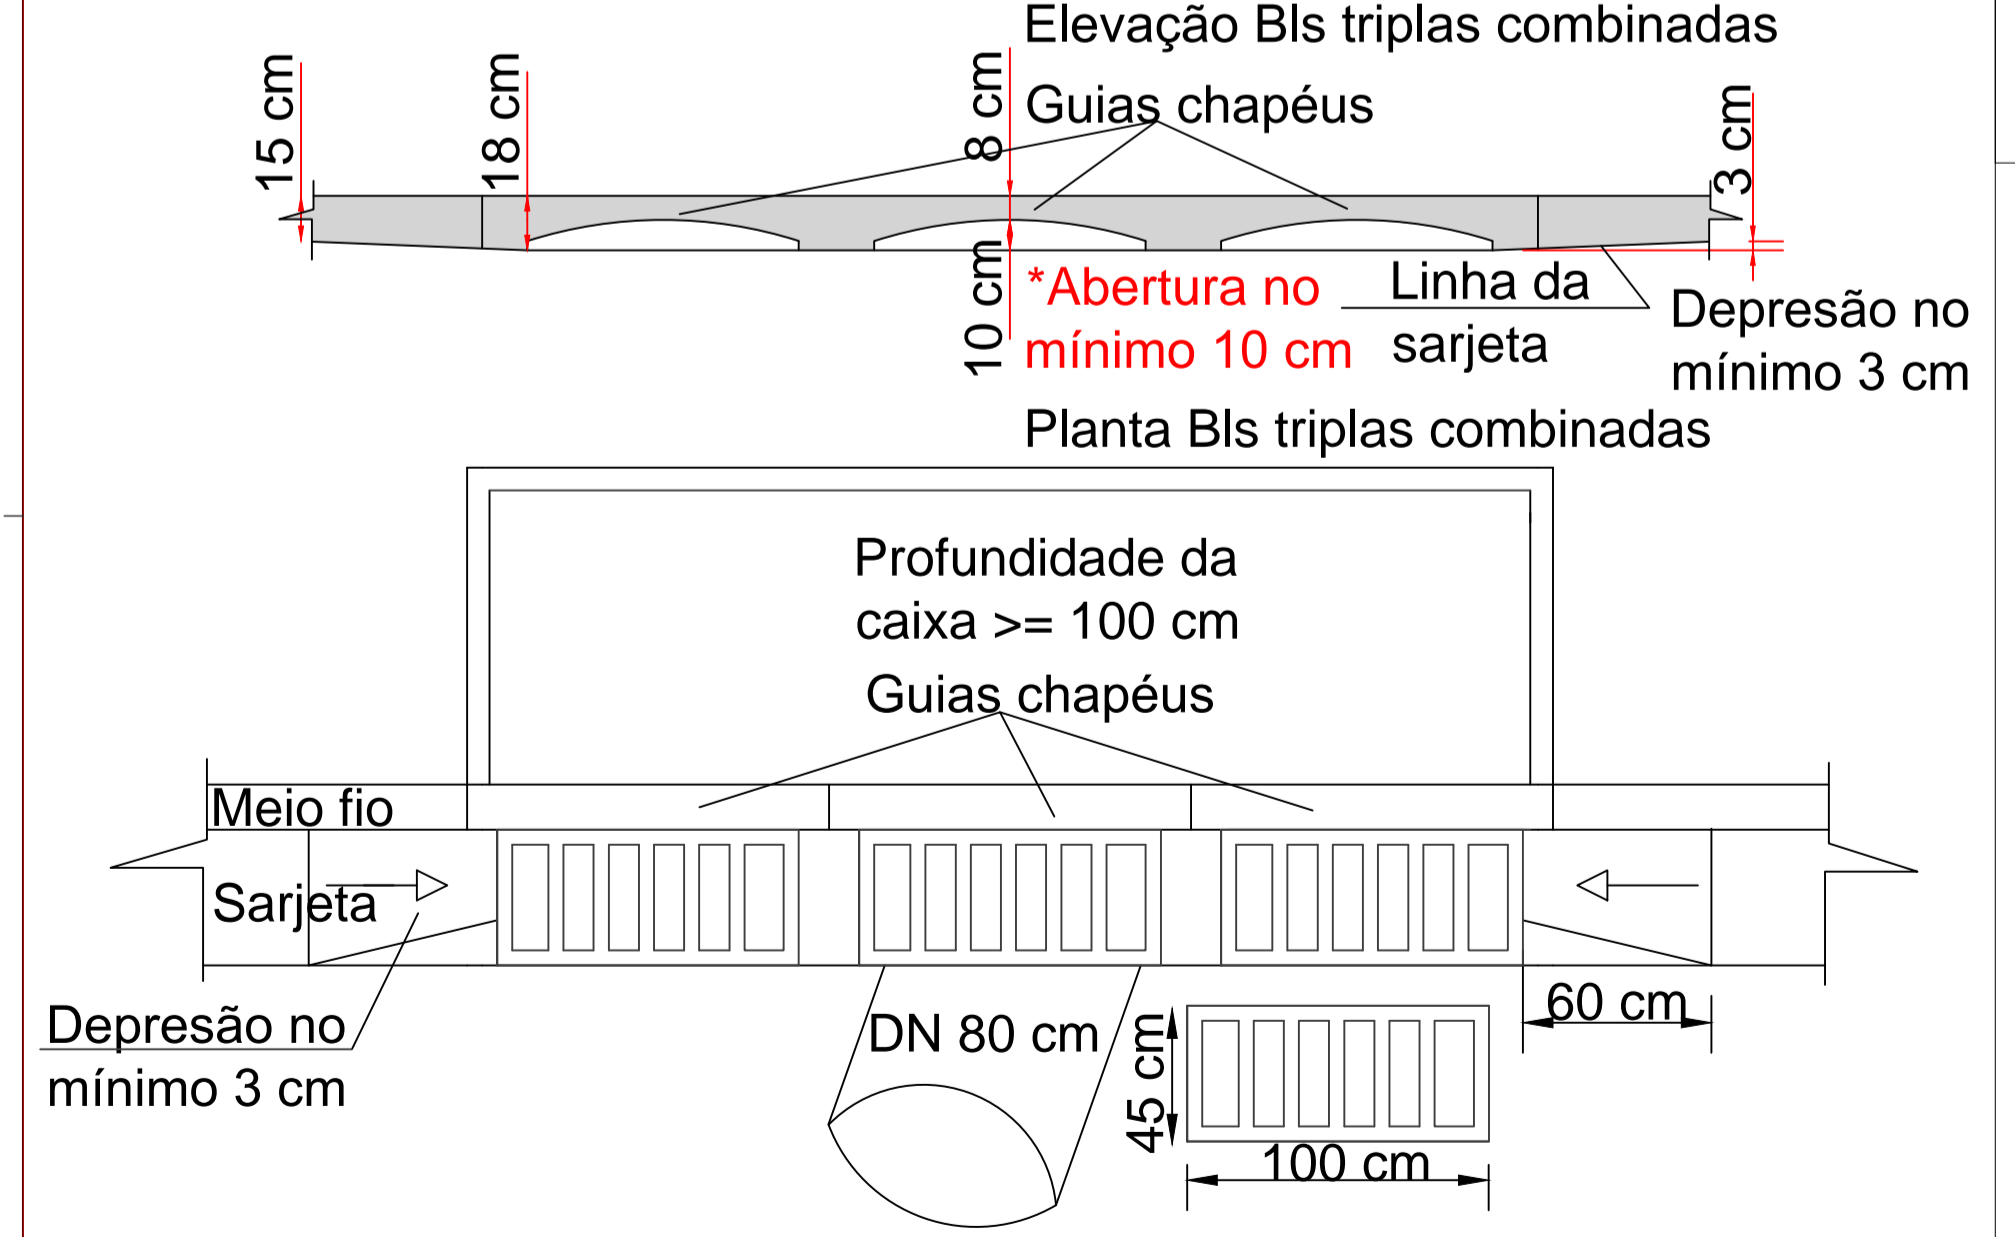 Elevação Bls triplas combinadas
15 cm
18 cm
8 cm
Guias chapéus
3 cm
10 cm
*Abertura no
mínimo 10 cm
Linha da
sarjeta
Depresão no
mínimo 3 cm
Planta Bls triplas combinadas
Profundidade da
caixa >= 100 cm
Guias chapéus
Meio fio
Sarjeta
Depresão no
mínimo 3 cm
DN 80 cm
45 cm
100 cm
60 cm